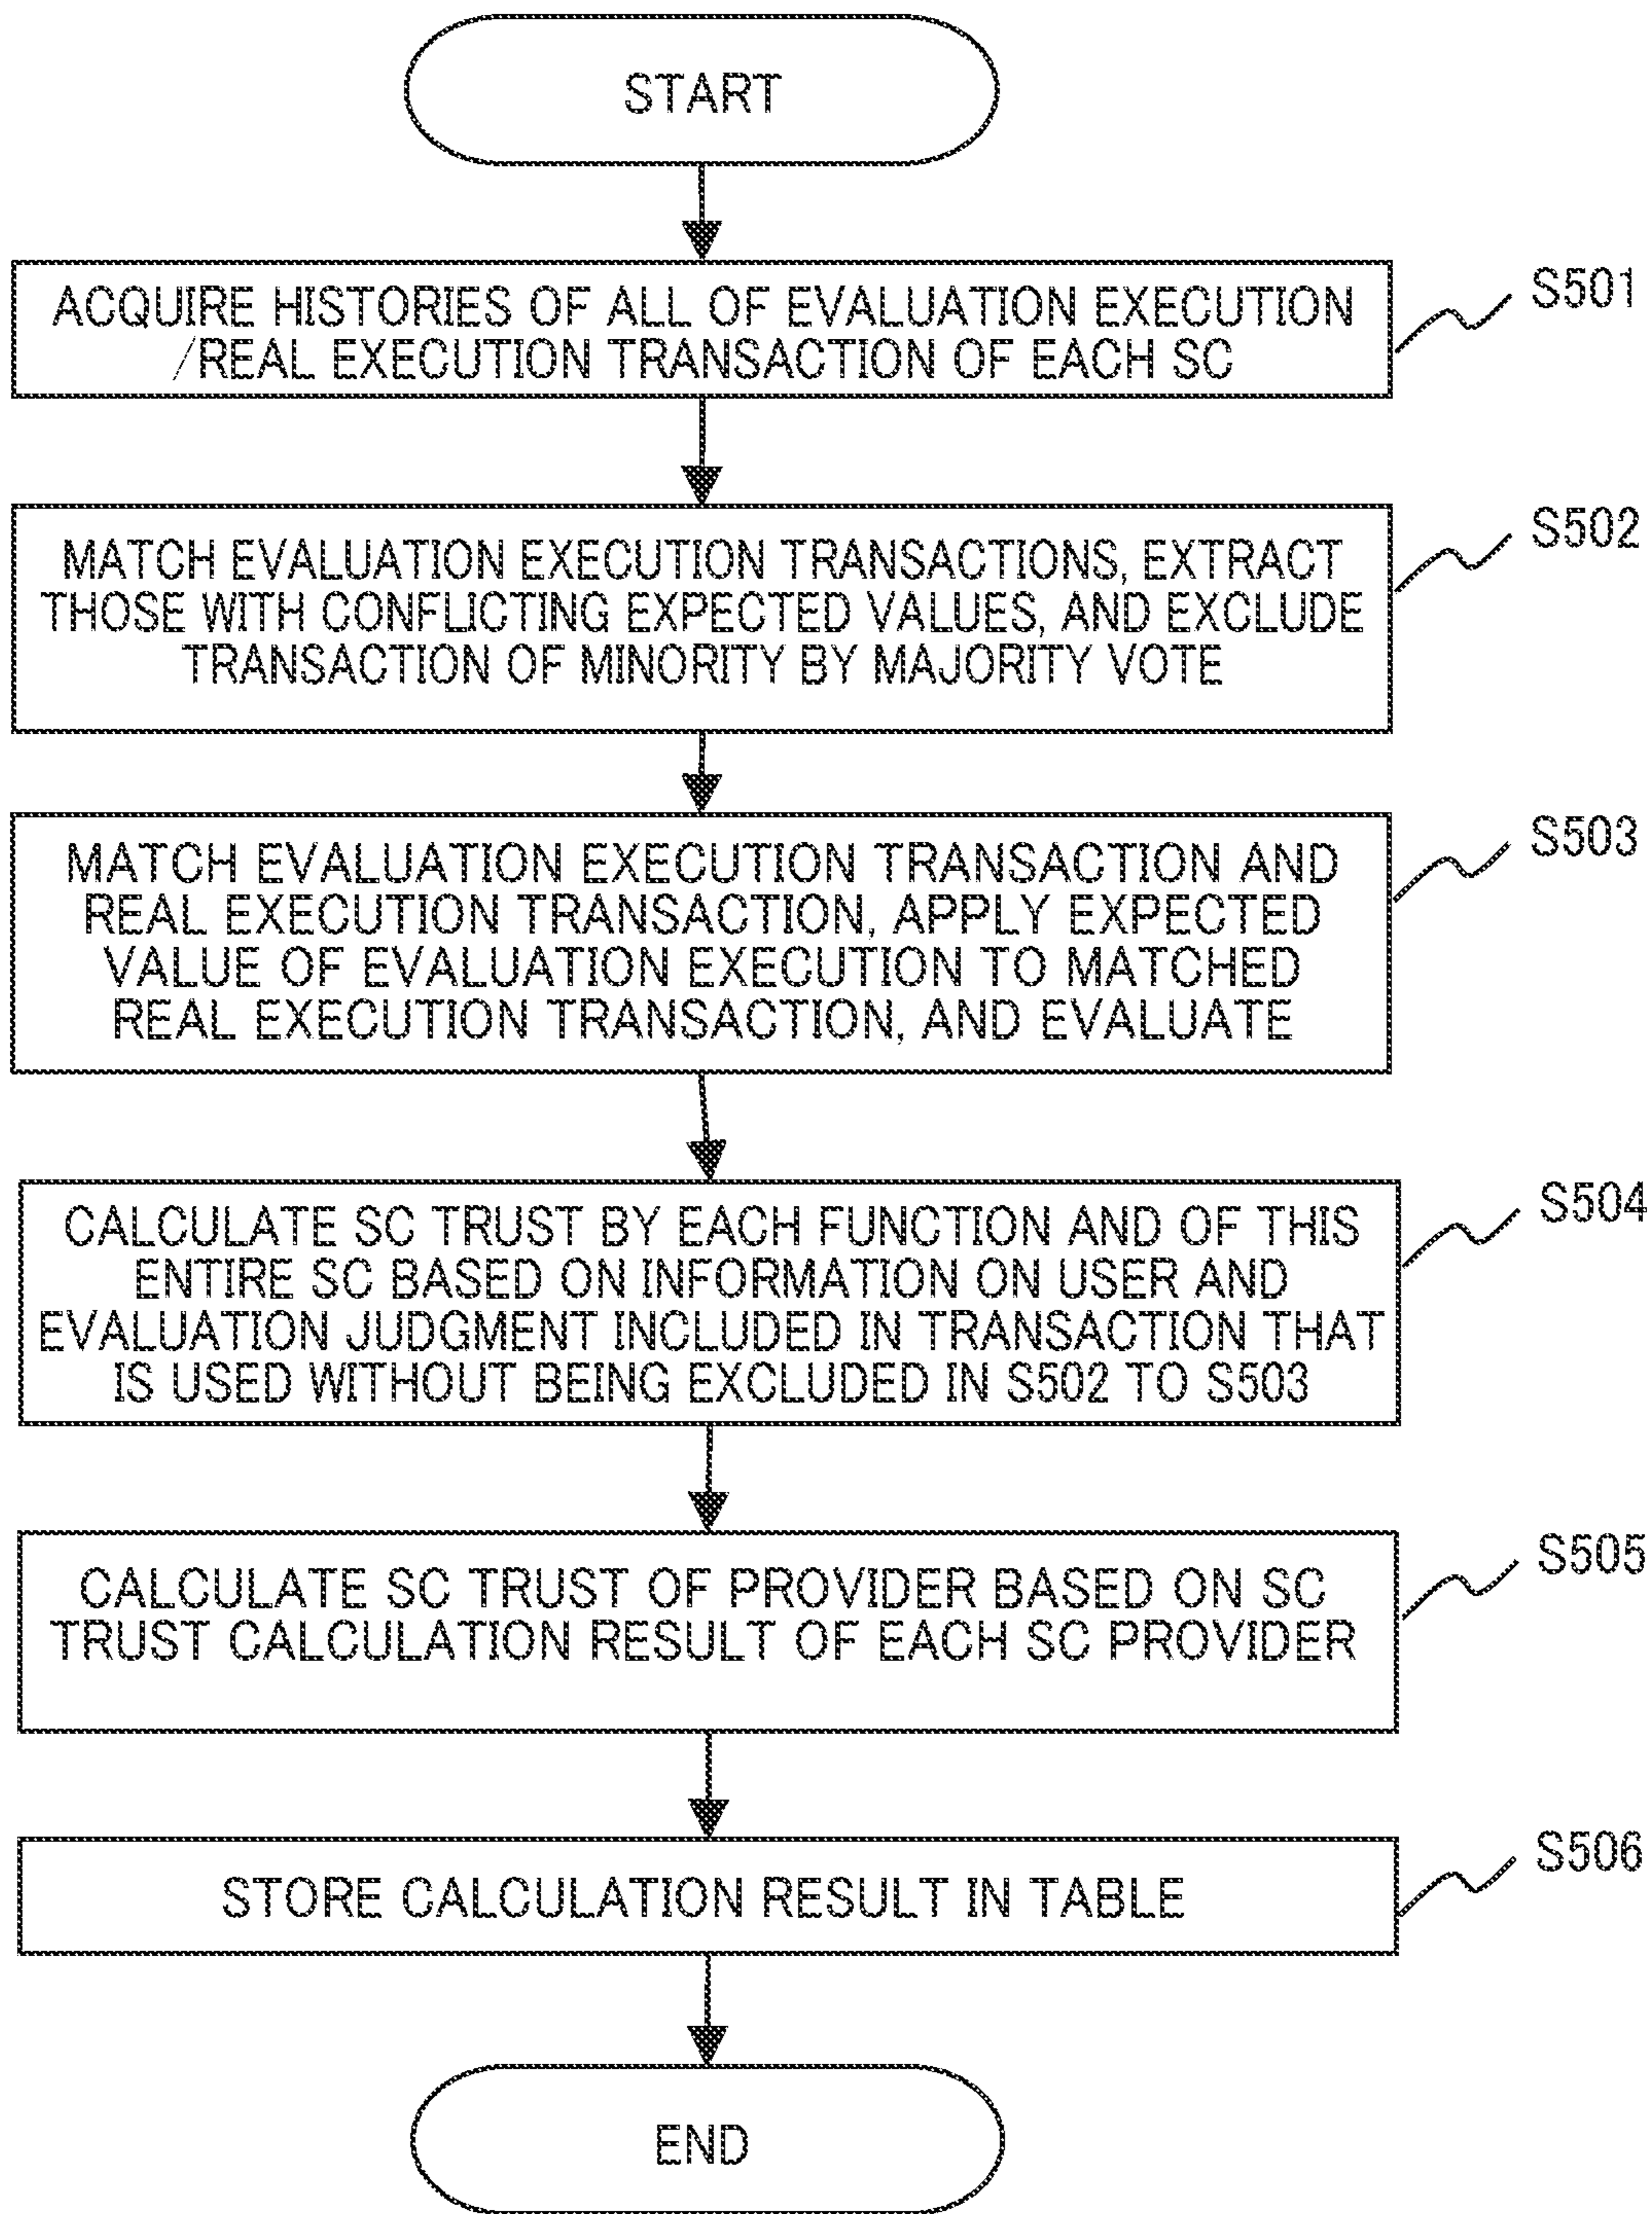 START
ACQUIRE HISTORIES OF ALL OF EVALUATION EXECUTION
/REAL EXECUTION TRANSACTION OF EACH SC
S501
MATCH EVALUATION EXECUTION TRANSACTIONS, EXTRACT
THOSE WITH CONFLICTING EXPECTED VALUES, AND EXCLUDE
TRANSACTION OF MINORITY BY MAJORITY VOTE
S502
MATCH EVALUATION EXECUTION TRANSACTION AND
REAL EXECUTION TRANSACTION, APPLY EXPECTED
VALUE OF EVALUATION EXECUTION TO MATCHED
REAL EXECUTION TRANSACTION, AND EVALUATE
S503
CALCULATE SC TRUST BY EACH FUNCTION AND OF THIS
ENTIRE SC BASED ON INFORMATION ON USER AND
EVALUATION JUDGMENT INCLUDED IN TRANSACTION THAT
IS USED WITHOUT BEING EXCLUDED IN S502 TO S503
S504
CALCULATE SC TRUST OF PROVIDER BASED ON SC
TRUST CALCULATION RESULT OF EACH SC PROVIDER
S505
STORE CALCULATION RESULT IN TABLE
S506
END